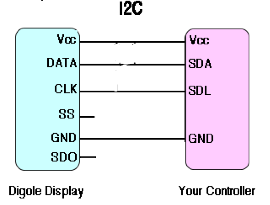 I2C
Vcc Vcc
DATA SDA
CLK SDL
SS
GND GND
SDO
Digole Display Your Controller